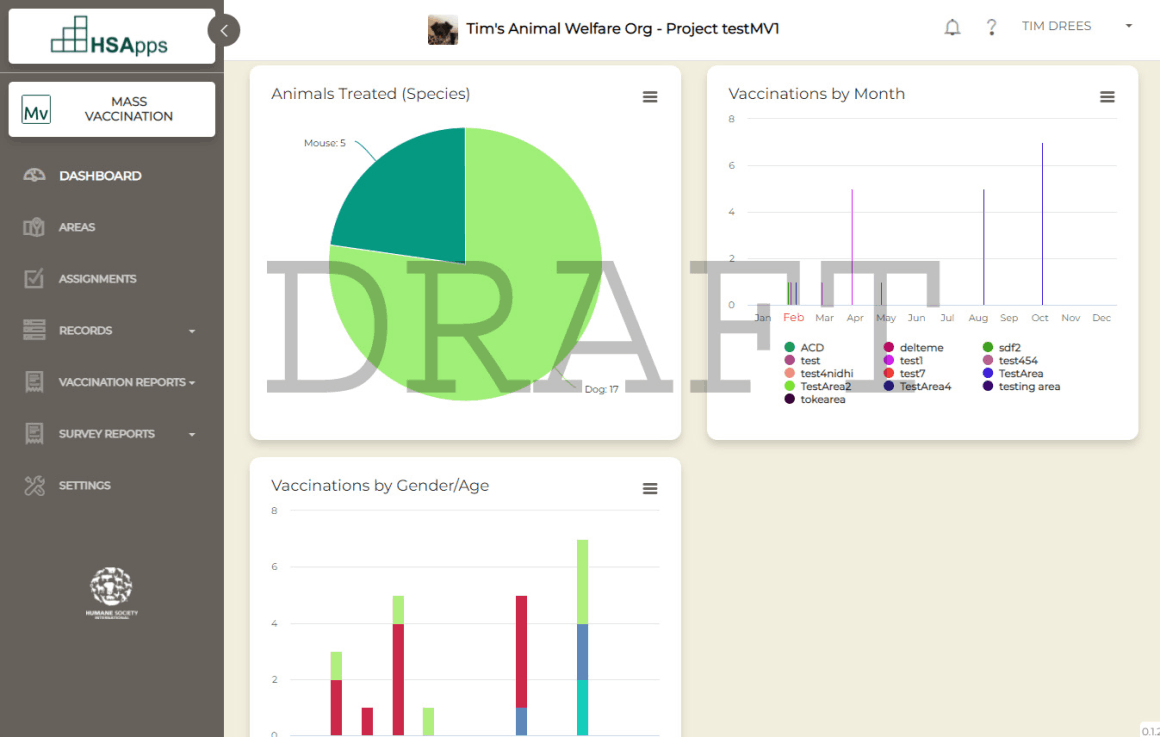 HSApps
Tim's Animal Welfare Org - Project testMV1
?
TIM DREES
Mv
MASS
VACCINATION
DASHBOARD
AREAS
ASSIGNMENTS
RECORDS
VACCINATION REPORTS
SURVEY REPORTS
SETTINGS
HUMANE SOCIETY
INTERNATIONAL
Animals Treated (Species)
Mouse: 5
Dog: 17
Vaccinations by Month
8
6
4
2
0
Jan Feb Mar Apr May Jun Jul Aug Sep Oct Nov Dec
ACD delteme sdf2
test test1 test454
test4nidhi test7 TestArea
TestArea2 TestArea4 testing area
tokearea
DRAFT
Vaccinations by Gender/Age
8
6
4
2
0
0.1.2